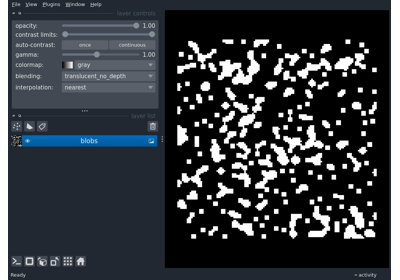 File View Plugins Window Help
layer controls
opacity: 1.00
contrast limits:
auto-contrast: once continuous
gamma: 1.00
colormap: gray
blending: translucent_no_depth
interpolation: nearest
layer list
blobs
Ready activity